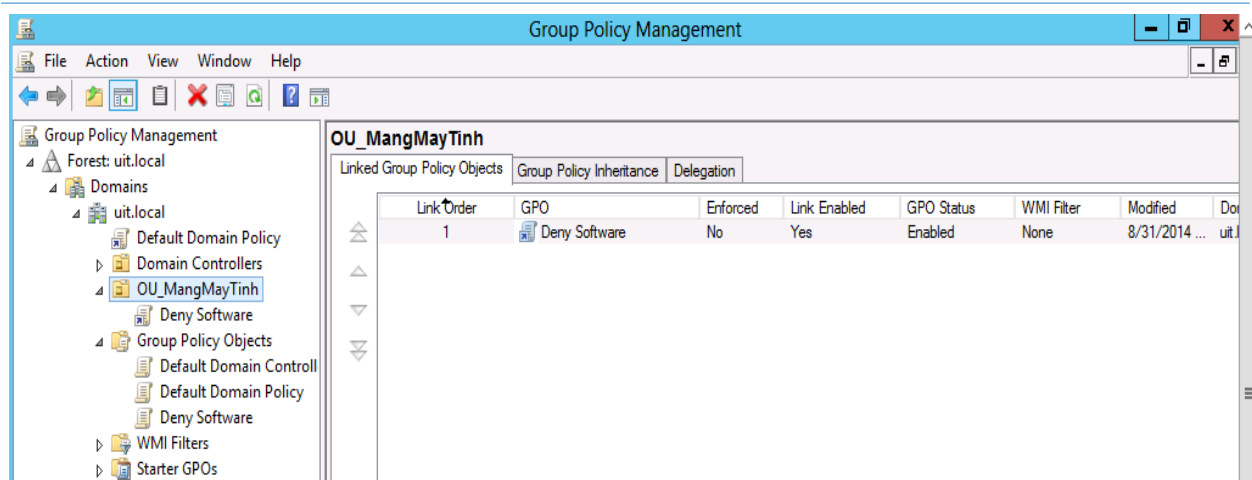 Group Policy Management
File Action View Window Help
Group Policy Management
Forest: uit.local
Domains
uit.local
Default Domain Policy
Domain Controllers
OU_MangMayTinh
Deny Software
Group Policy Objects
Default Domain Controll
Default Domain Policy
Deny Software
WMI Filters
Starter GPOs
OU_MangMayTinh
Linked Group Policy Objects Group Policy Inheritance Delegation
Link Order GPO Enforced Link Enabled GPO Status WMI Filter Modified Dor
1 Deny Software No Yes Enabled None 8/31/2014 ... uit.l